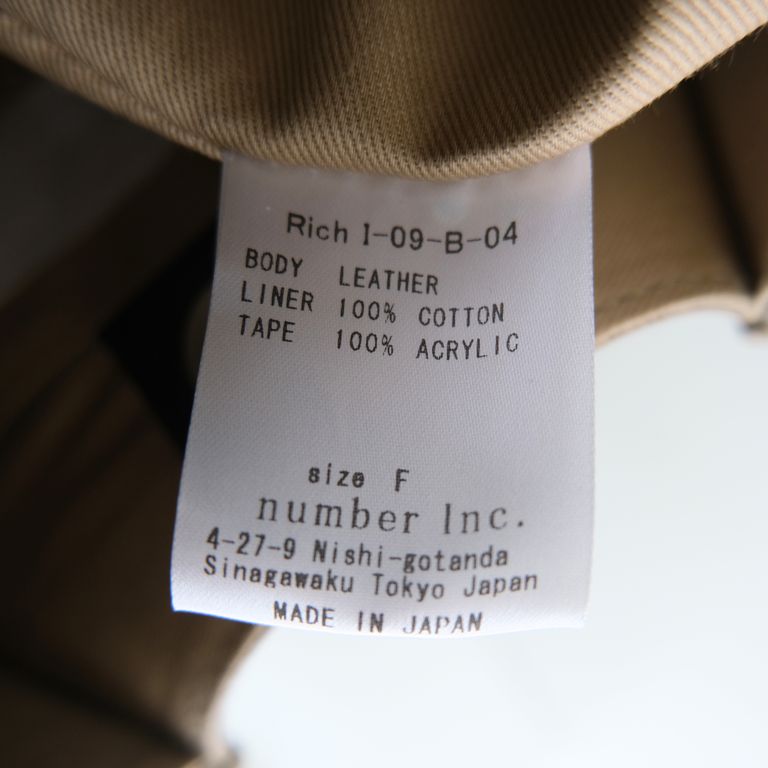 Rich I-09-B-04
BODY LEATHER
LINER 100% COTTON
TAPE 100% ACRYLIC
size F
number Inc.
4-27-9 Nishi-gotanda
Sinagawaku Tokyo Japan
MADE IN JAPAN